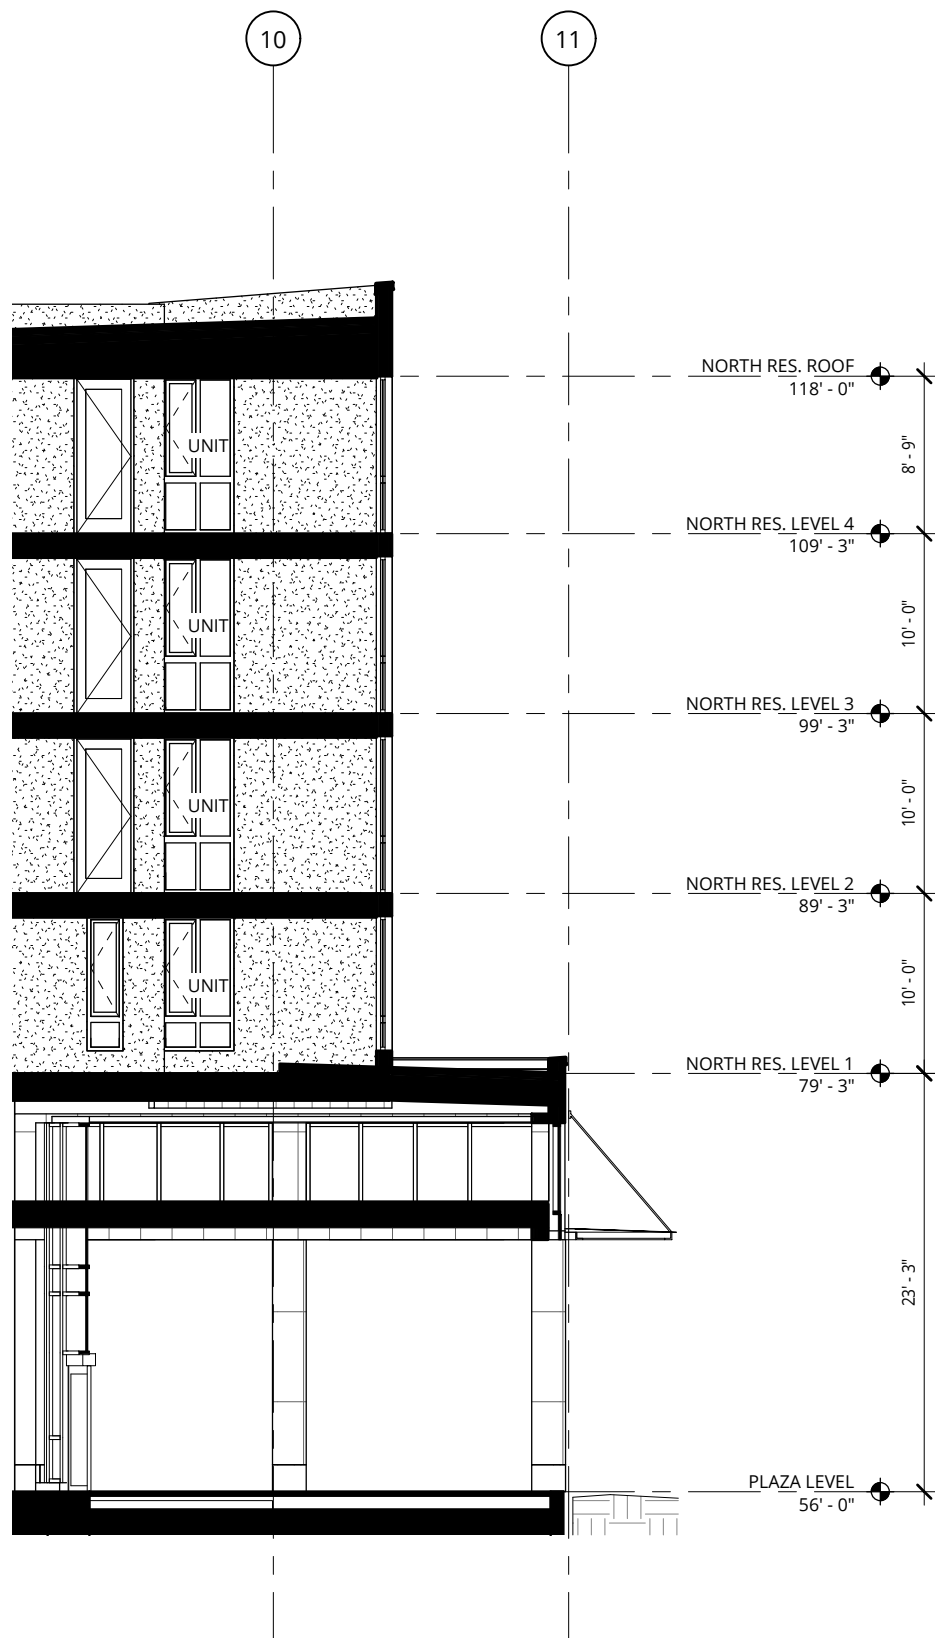 10
11
NORTH RES. ROOF
118' - 0"
8' - 9"
UNIT
NORTH RES. LEVEL 4
109' - 3"
10' - 0"
UNIT
NORTH RES. LEVEL 3
99' - 3"
10' - 0"
UNIT
NORTH RES. LEVEL 2
89' - 3"
10' - 0"
UNIT
NORTH RES. LEVEL 1
79' - 3"
23' - 3"
PLAZA LEVEL
56' - 0"